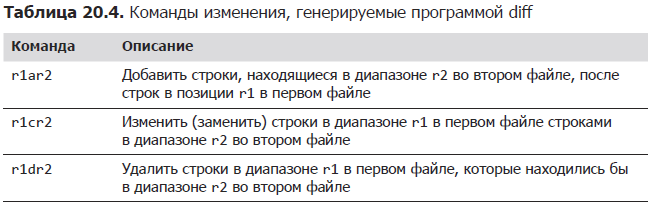 Таблица 20.4. Команды изменения, генерируемые программой diff
Команда Описание
r1ar2 Добавить строки, находящиеся в диапазоне r2 во втором файле, после
строк в позиции r1 в первом файле
r1cr2 Изменить (заменить) строки в диапазоне r1 в первом файле строками
в диапазоне r2 во втором файле
r1dr2 Удалить строки в диапазоне r1 в первом файле, которые находились бы
в диапазоне r2 во втором файле